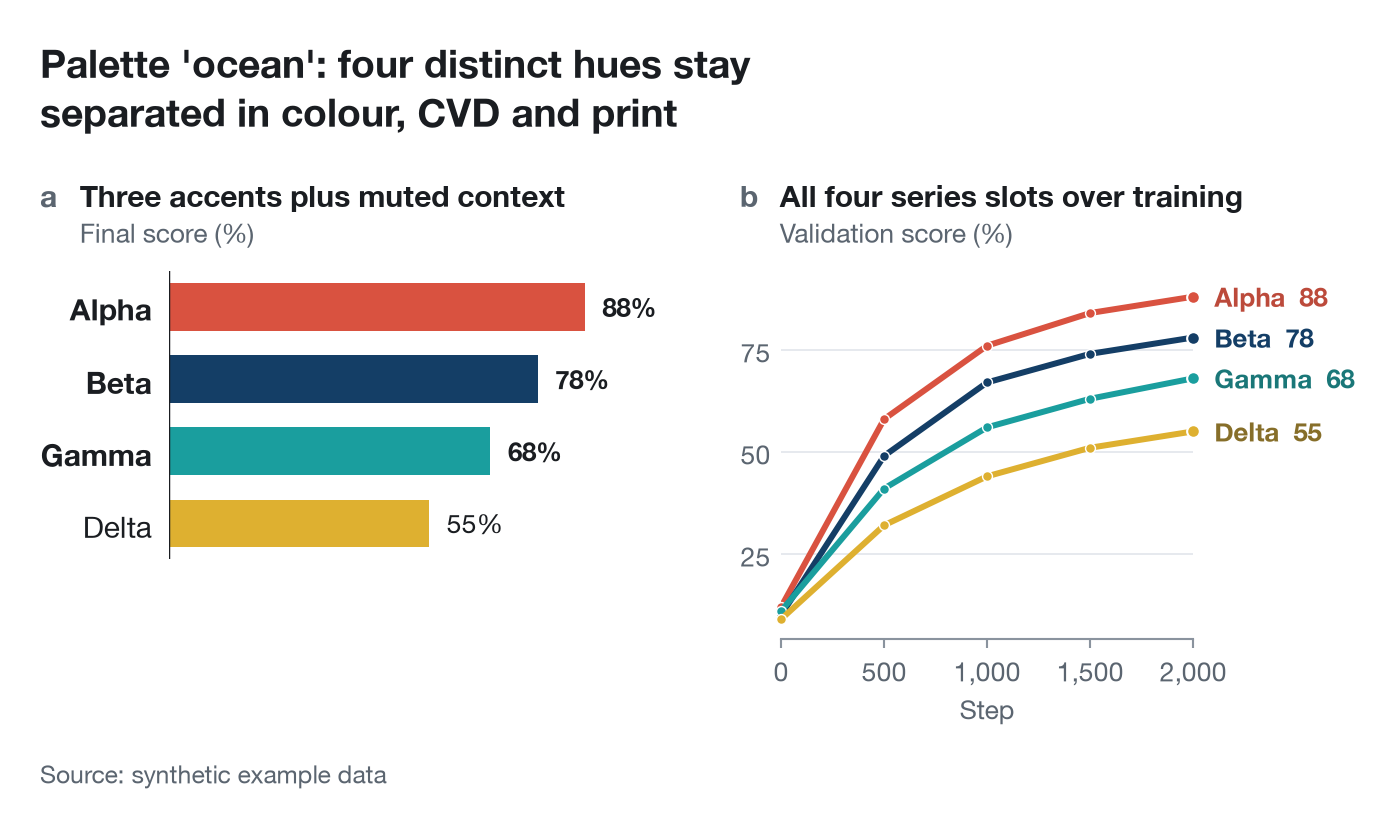 Palette 'ocean': four distinct hues stay
separated in colour, CVD and print
a Three accents plus muted context
Final score (%)
Alpha 88%
Beta 78%
Gamma 68%
Delta 55%
b All four series slots over training
Validation score (%)
Alpha 88
Beta 78
Gamma 68
Delta 55
75
50
25
0 500 1,000 1,500 2,000
Step
Source: synthetic example data